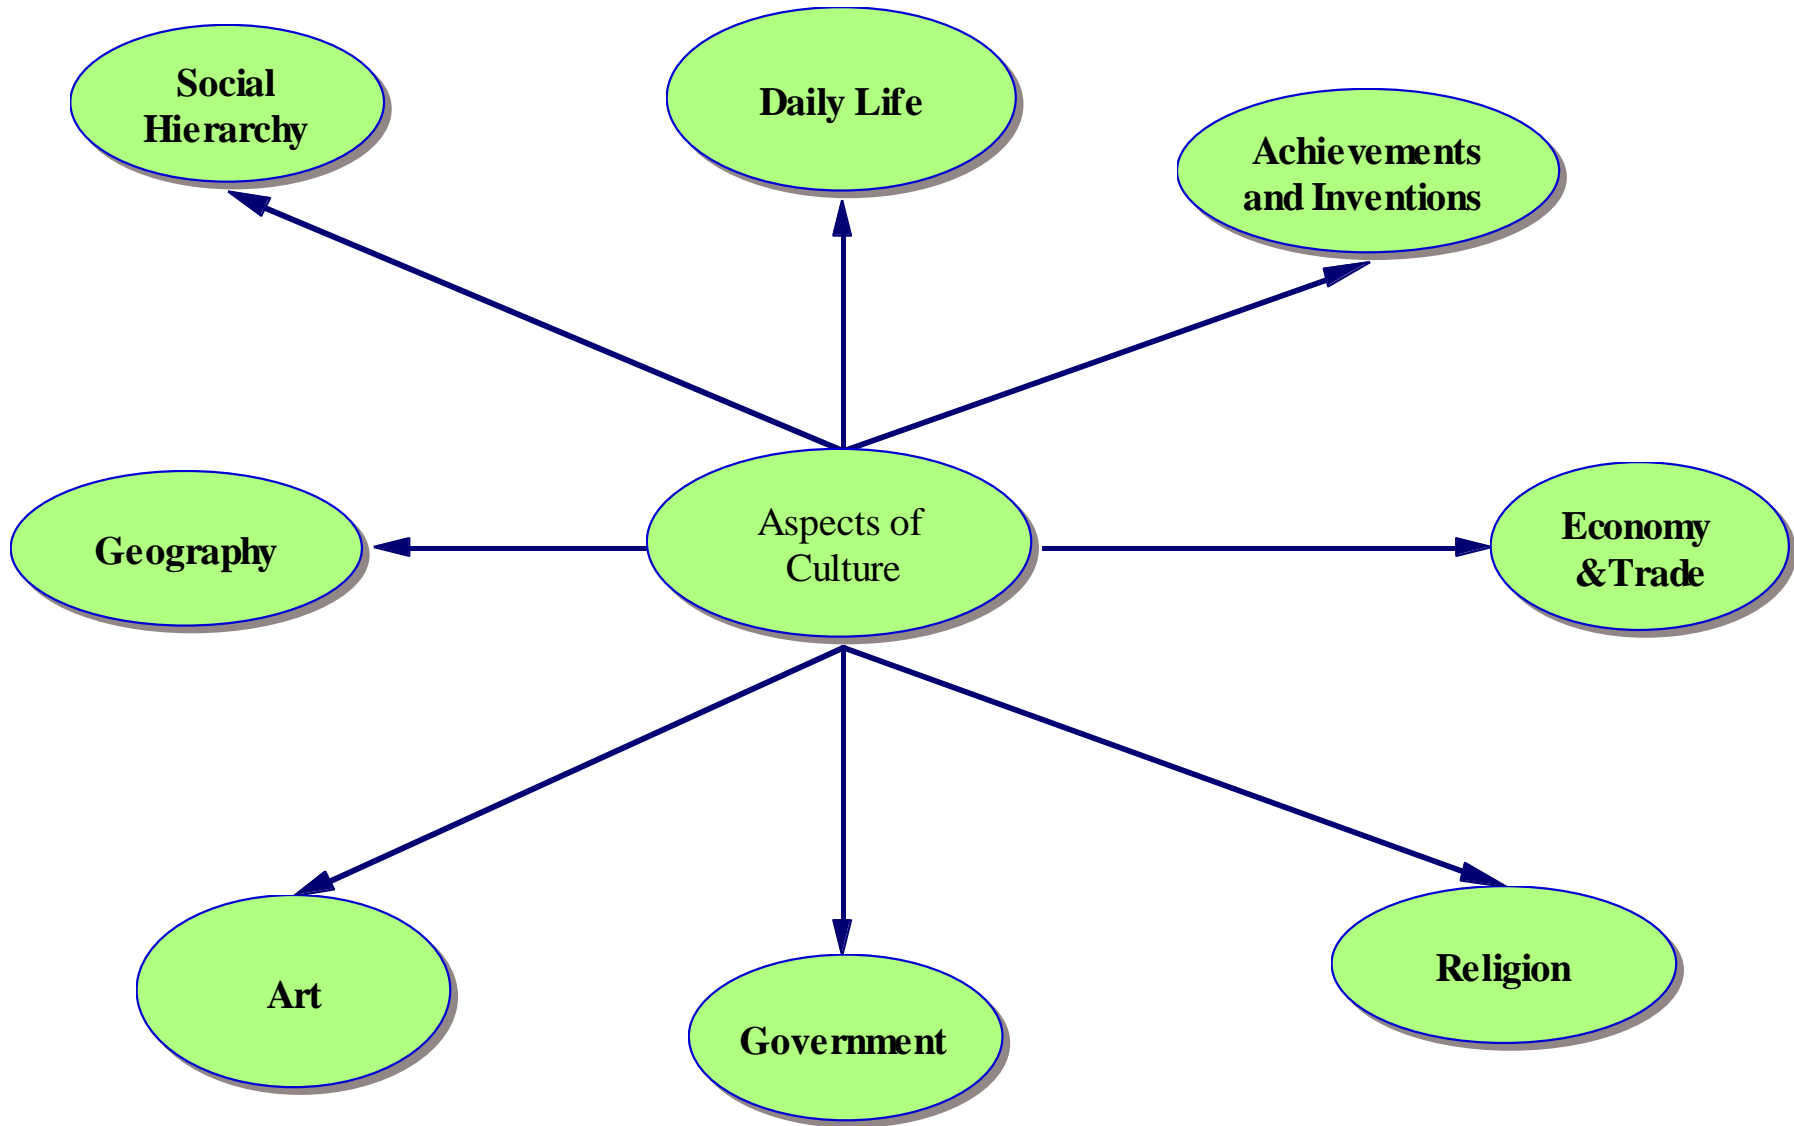 Social
Hierarchy
Daily Life
Achievements
and Inventions
Geography
Aspects of
Culture
Economy
&Trade
Art
Government
Religion